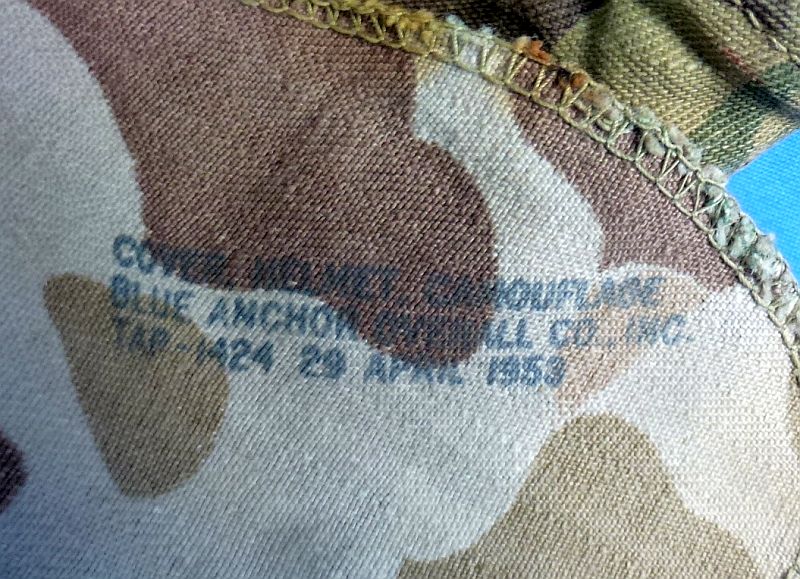 COVER, HELMET, CAMOUFLAGE
BLUE ANCHOR OVERALL CO., INC.
TAP-1424 29 APRIL 1953